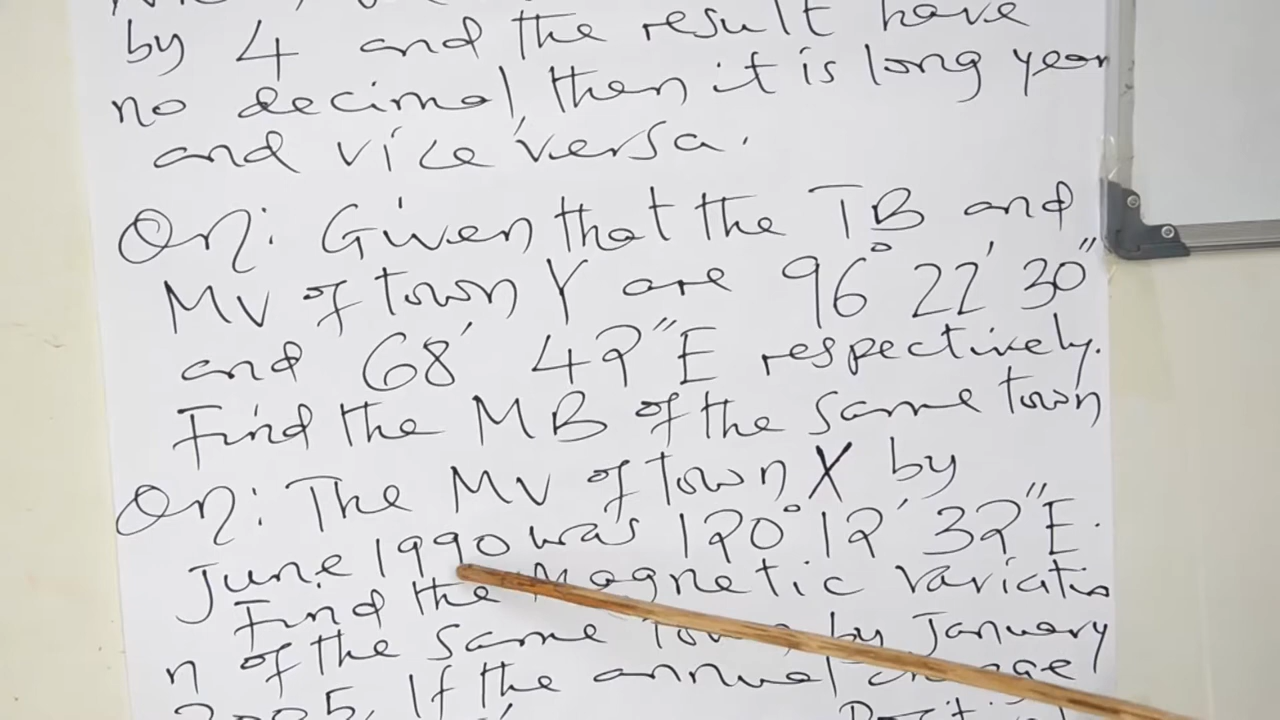 by 4 and the result have
no decimal, then it is long year
and vice versa.
Qn: Given that the TB and
MV of town Y are 96° 22' 30"
and 68' 42"E respectively.
Find the MB of the same town
Qn: The MV of town X by
June 1990 was 120° 12' 32"E.
Find the Magnetic variatio
n of the same town by January
2005, If the annual change